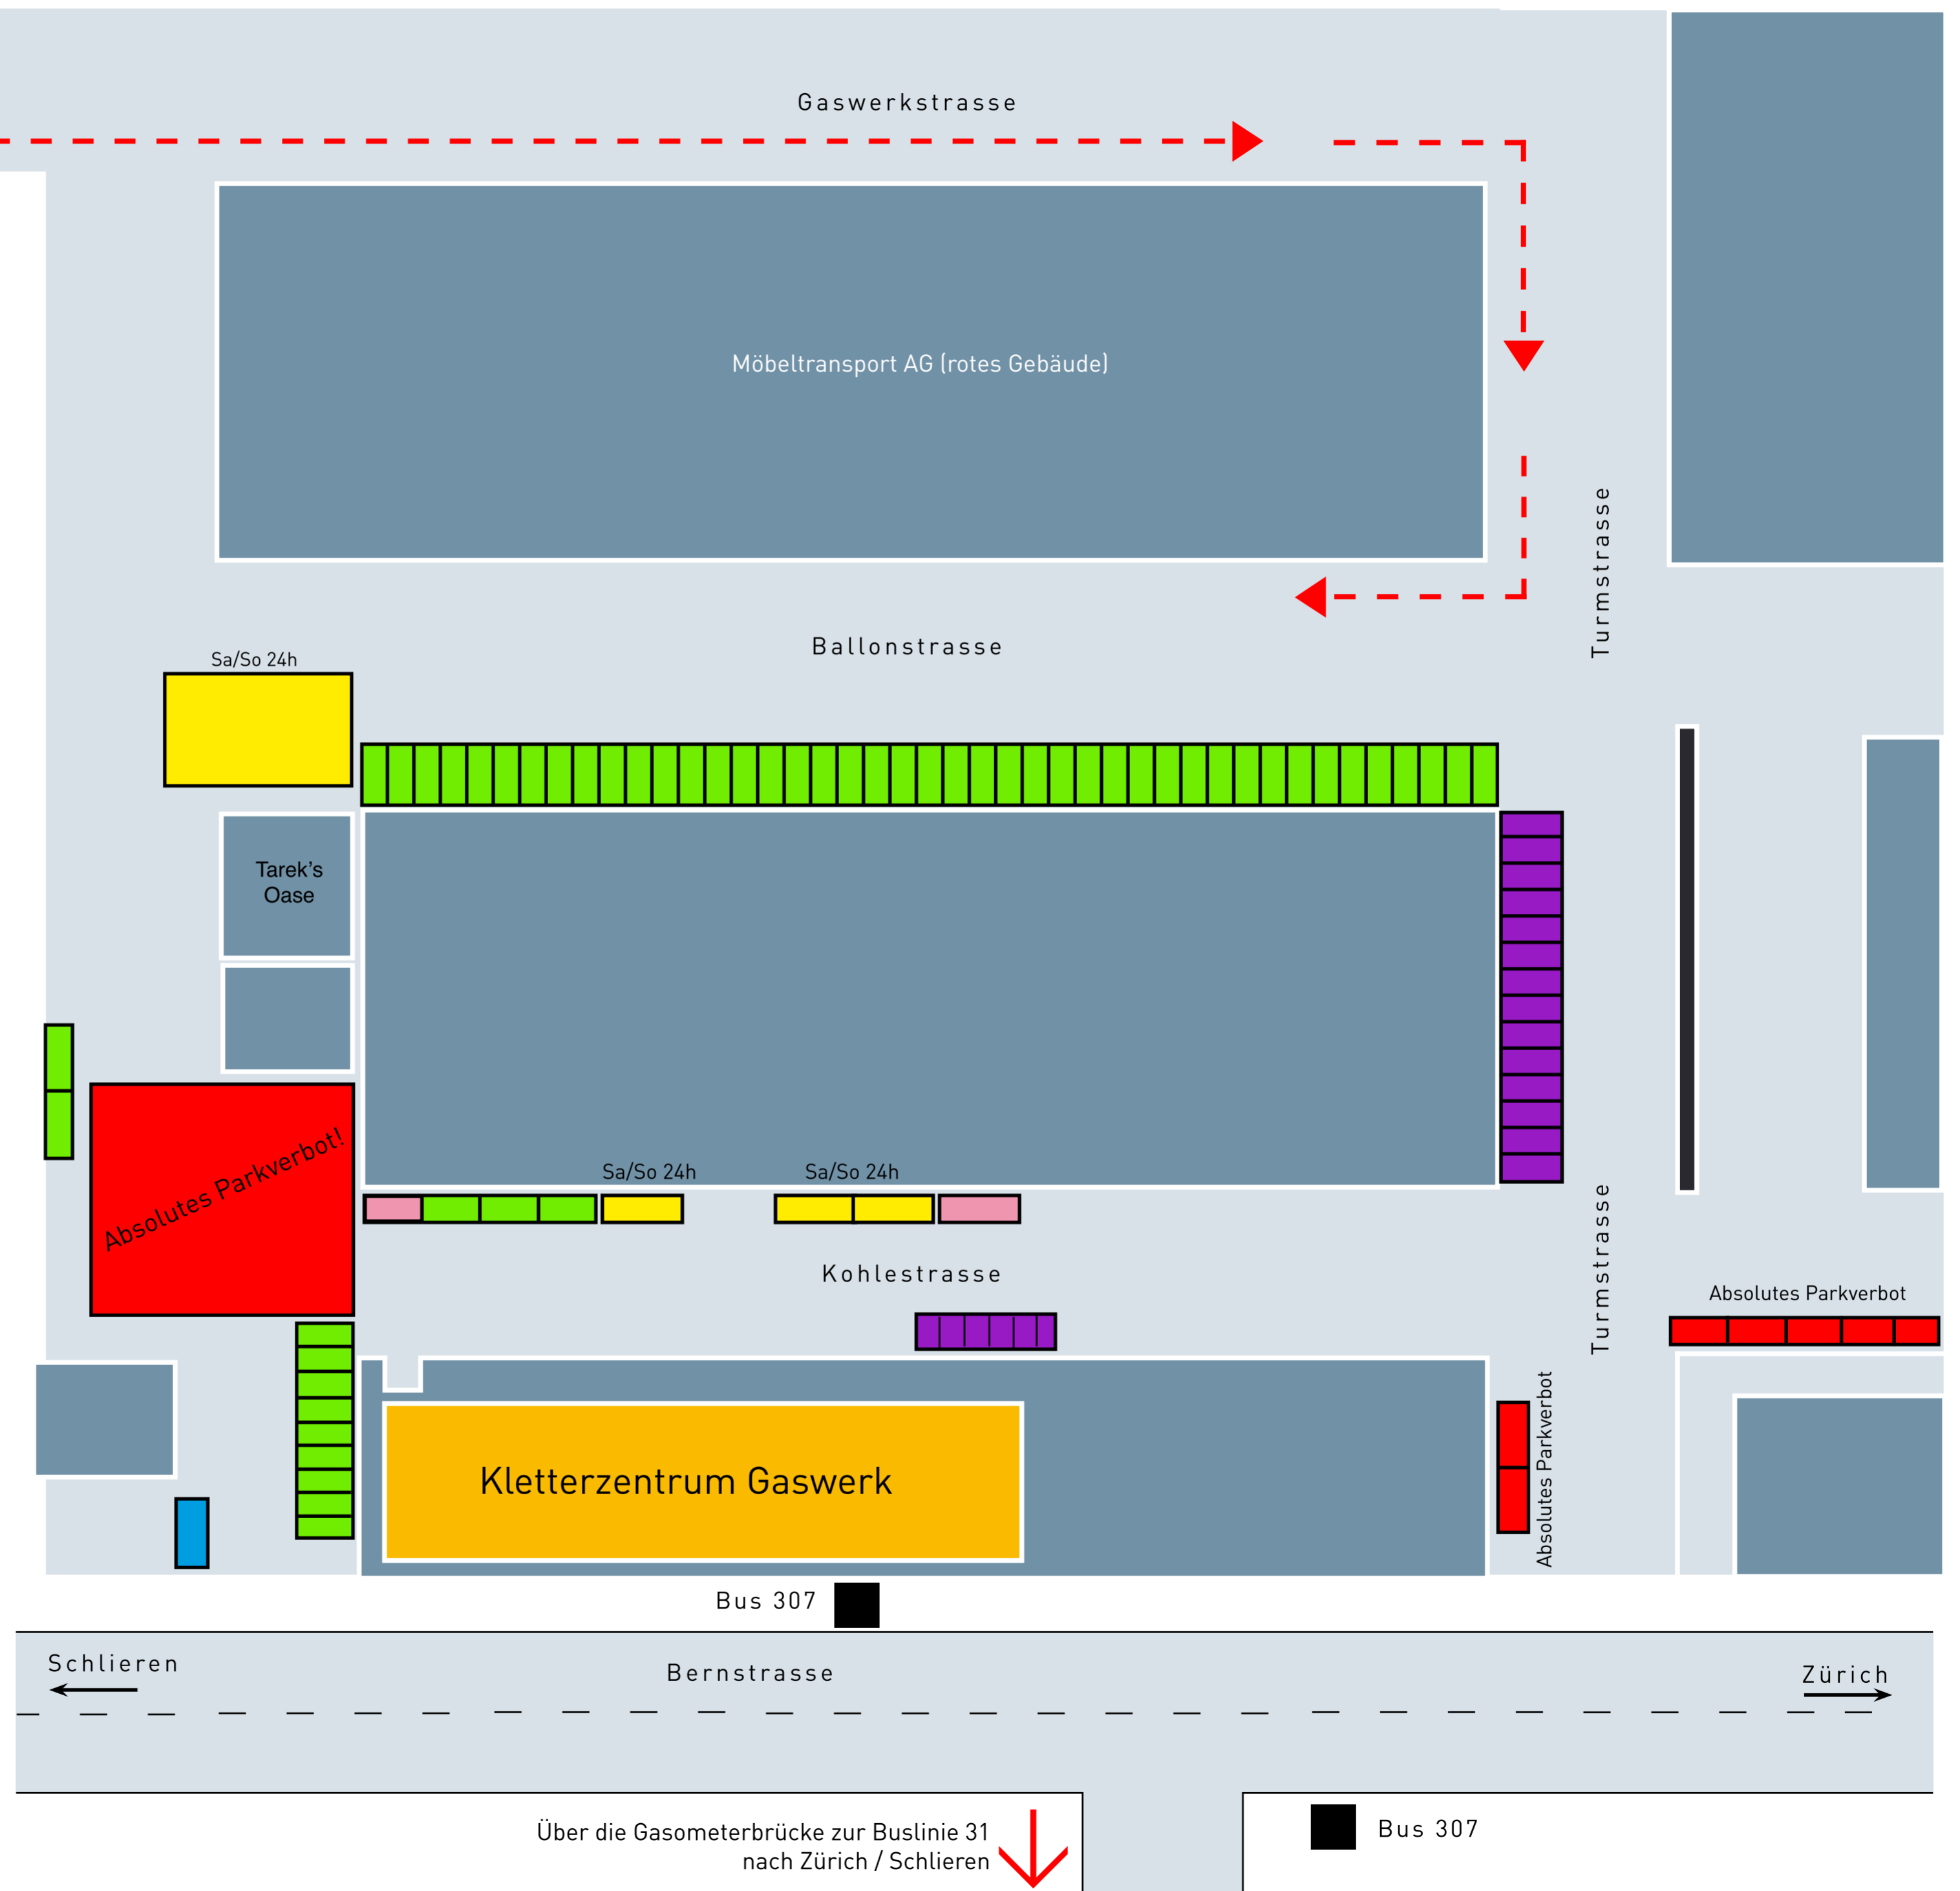 Gaswerkstrasse
Möbeltransport AG (rotes Gebäude)
Turmstrasse
Ballonstrasse
Sa/So 24h
Tarek's
Oase
Absolutes Parkverbot!
Sa/So 24h
Sa/So 24h
Kohlestrasse
Turmstrasse
Absolutes Parkverbot
Absolutes Parkverbot
Kletterzentrum Gaswerk
Bus 307
Schlieren
Bernstrasse
Zürich
Über die Gasometerbrücke zur Buslinie 31
nach Zürich / Schlieren
Bus 307